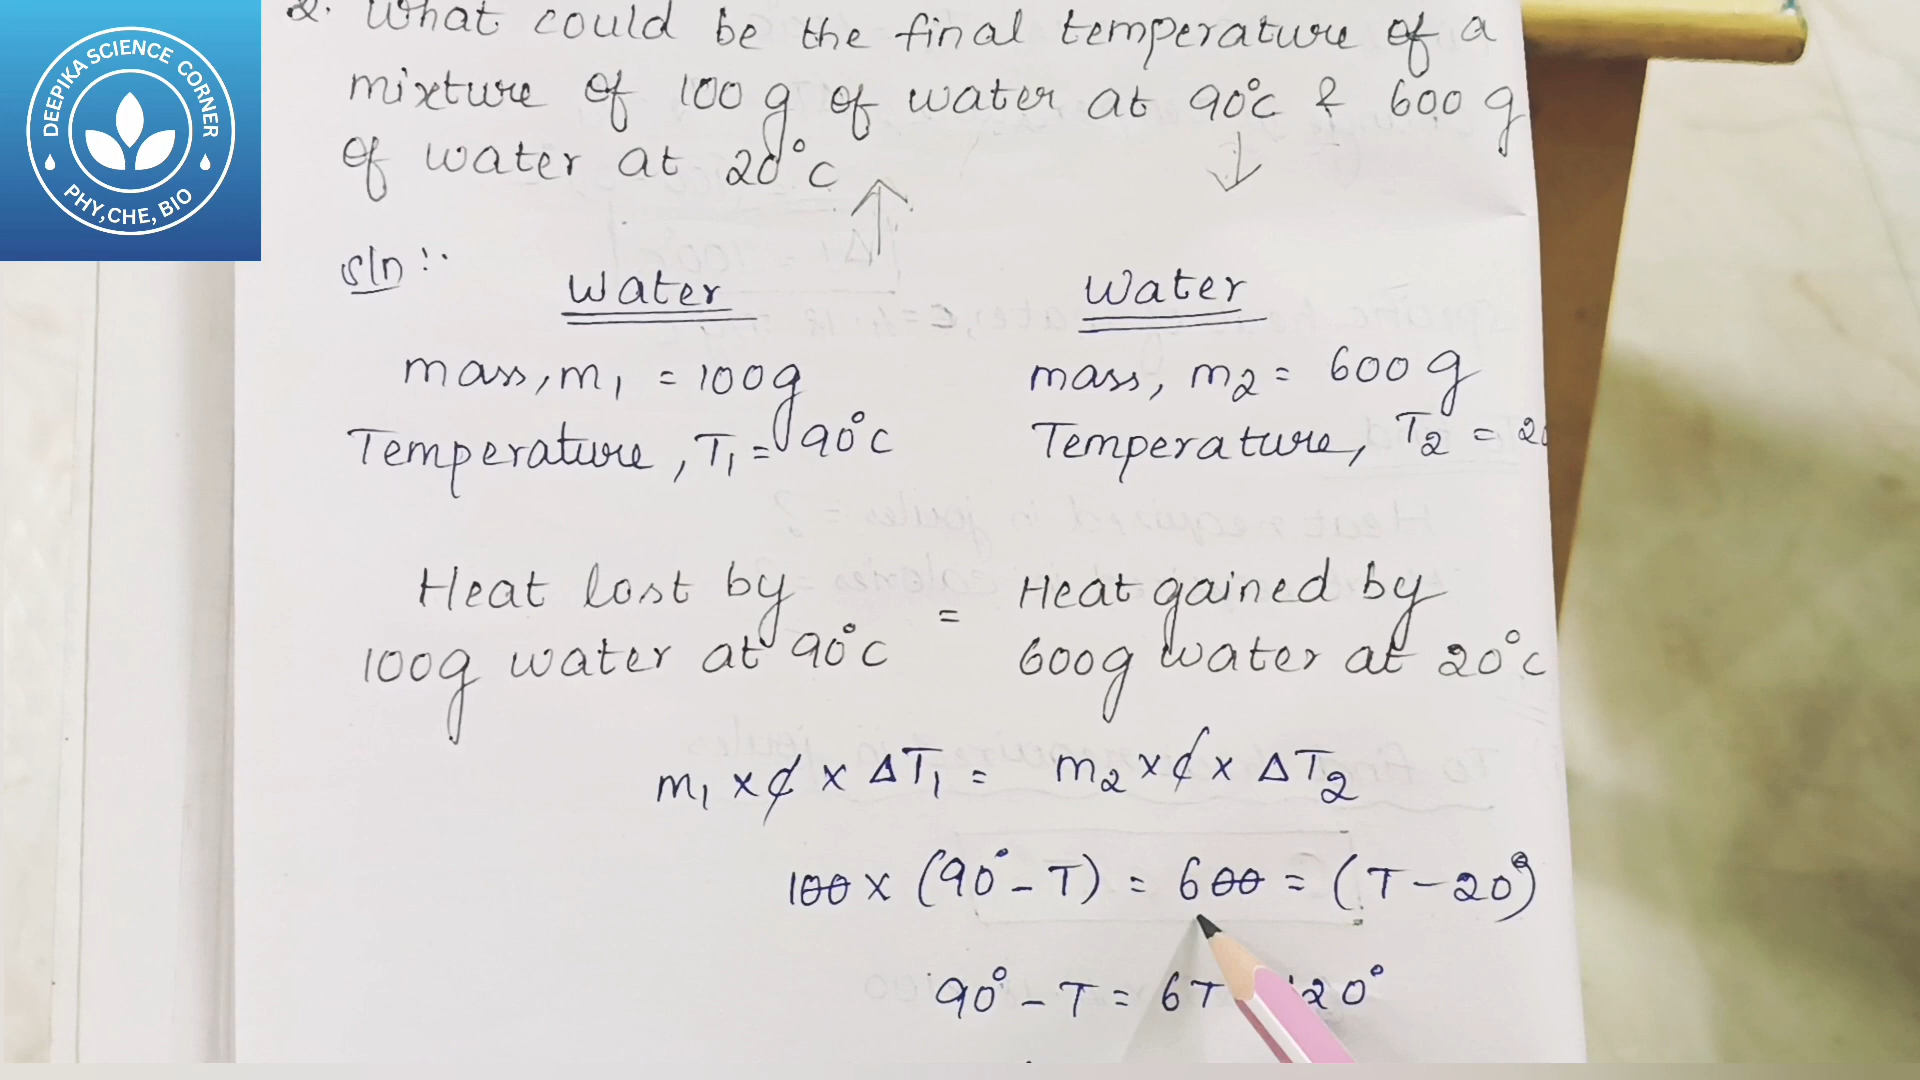 DEEPIKA SCIENCE CORNER
PHY,CHE, BIO
2. What could be the final temperature of a
mixture of 100 g of water at 90°c & 600 g
of water at 20°c
Sln :·
Water Water
mass, m₁ = 100g mass, m₂ = 600 g
Temperature, T₁ = 90°c Temperature, T₂ = 20
Heat lost by = Heat gained by
100g water at 90°c 600g water at 20°c
m₁ x c x ΔT₁ = m₂ x c x ΔT₂
100 x (90° - T) = 600 = (T - 20°)
90° - T = 6T 120°